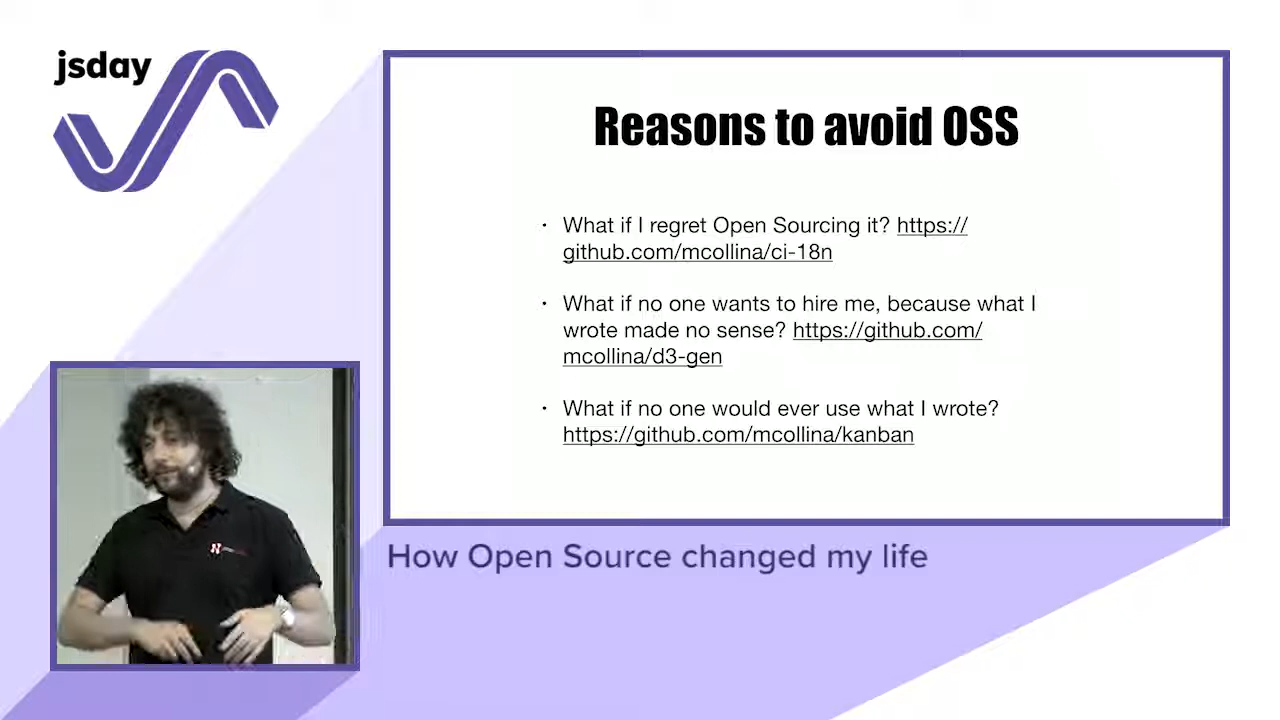 jsday
Reasons to avoid OSS
· What if I regret Open Sourcing it? https://
github.com/mcollina/ci-18n
· What if no one wants to hire me, because what I
wrote made no sense? https://github.com/
mcollina/d3-gen
· What if no one would ever use what I wrote?
https://github.com/mcollina/kanban
How Open Source changed my life